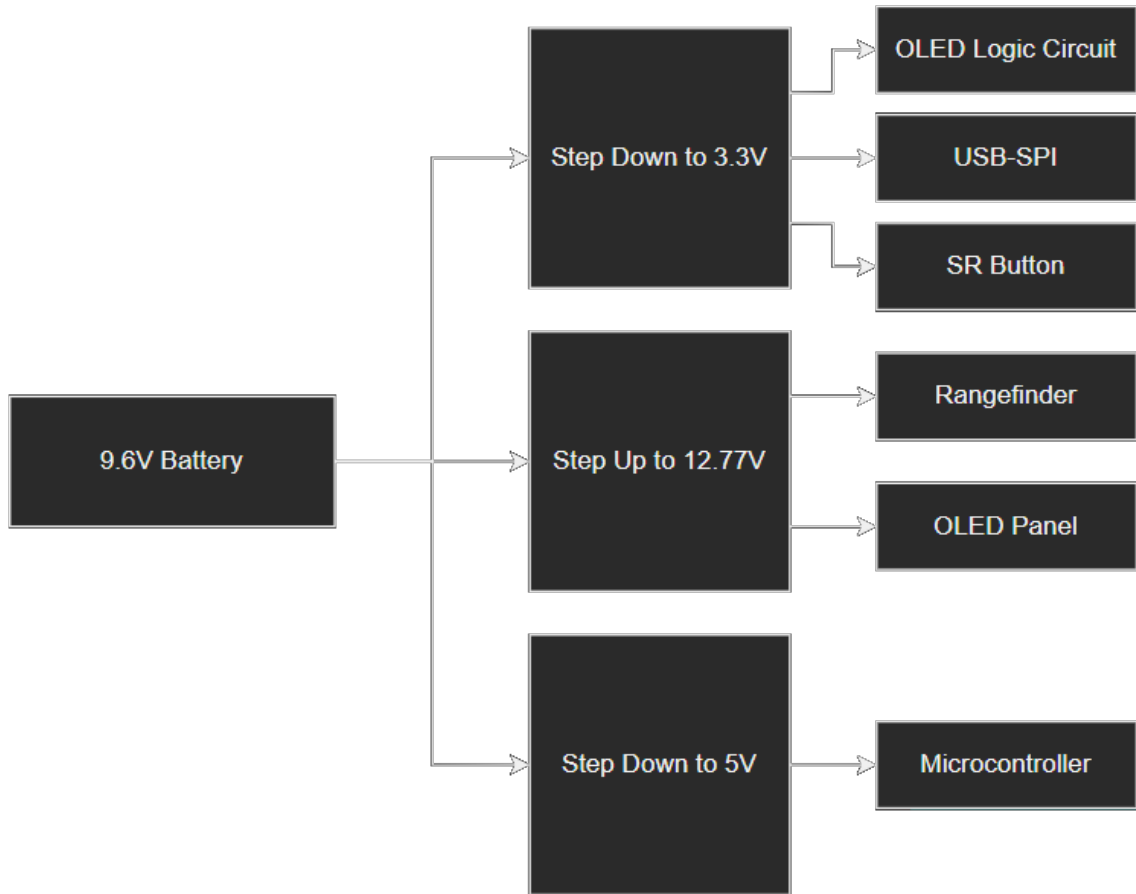 OLED Logic Circuit
Step Down to 3.3V
USB-SPI
SR Button
Rangefinder
9.6V Battery
Step Up to 12.77V
OLED Panel
Step Down to 5V
Microcontroller